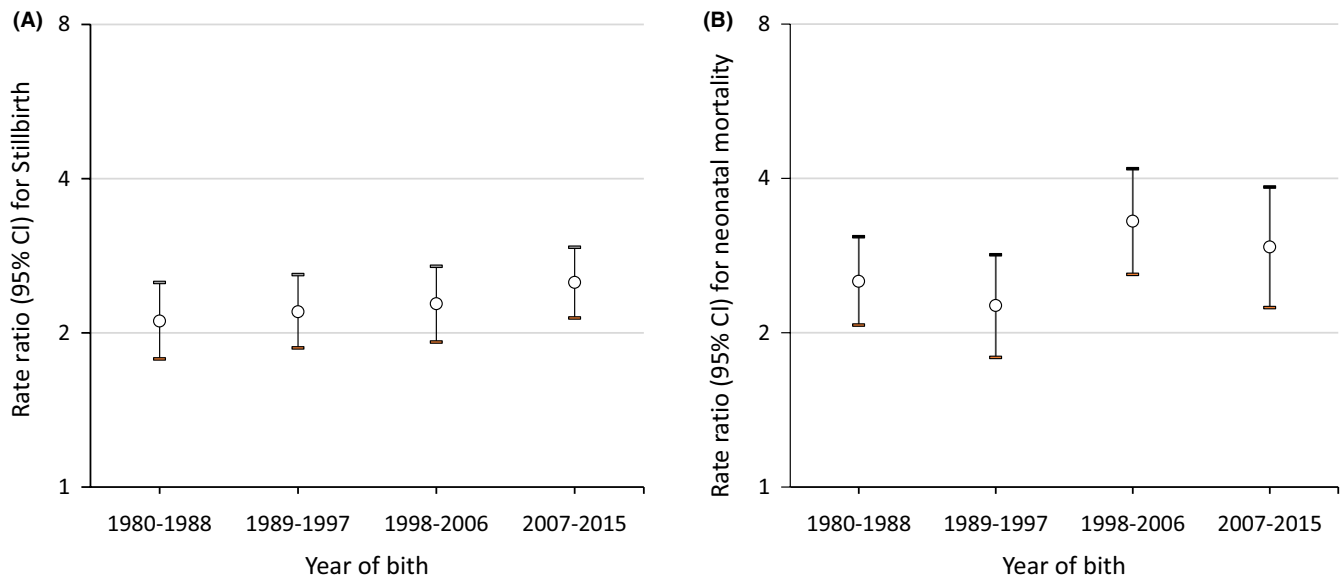 (A)
Rate ratio (95% CI) for Stillbirth
8
4
2
1
1980-1988 1989-1997 1998-2006 2007-2015
Year of bith
(B)
Rate ratio (95% CI) for neonatal mortality
8
4
2
1
1980-1988 1989-1997 1998-2006 2007-2015
Year of bith